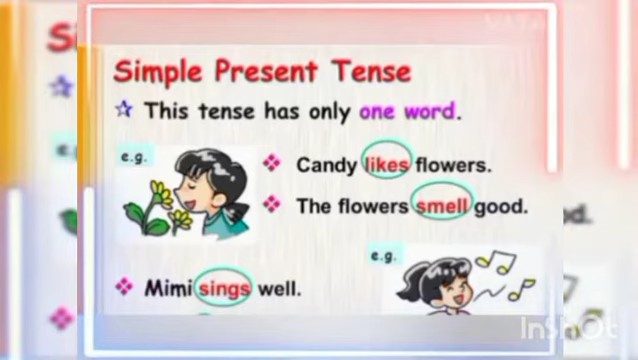 Simple Present Tense
This tense has only one word.
e.g.
Candy likes flowers.
The flowers smell good.
e.g.
Mimi sings well.
InShOt